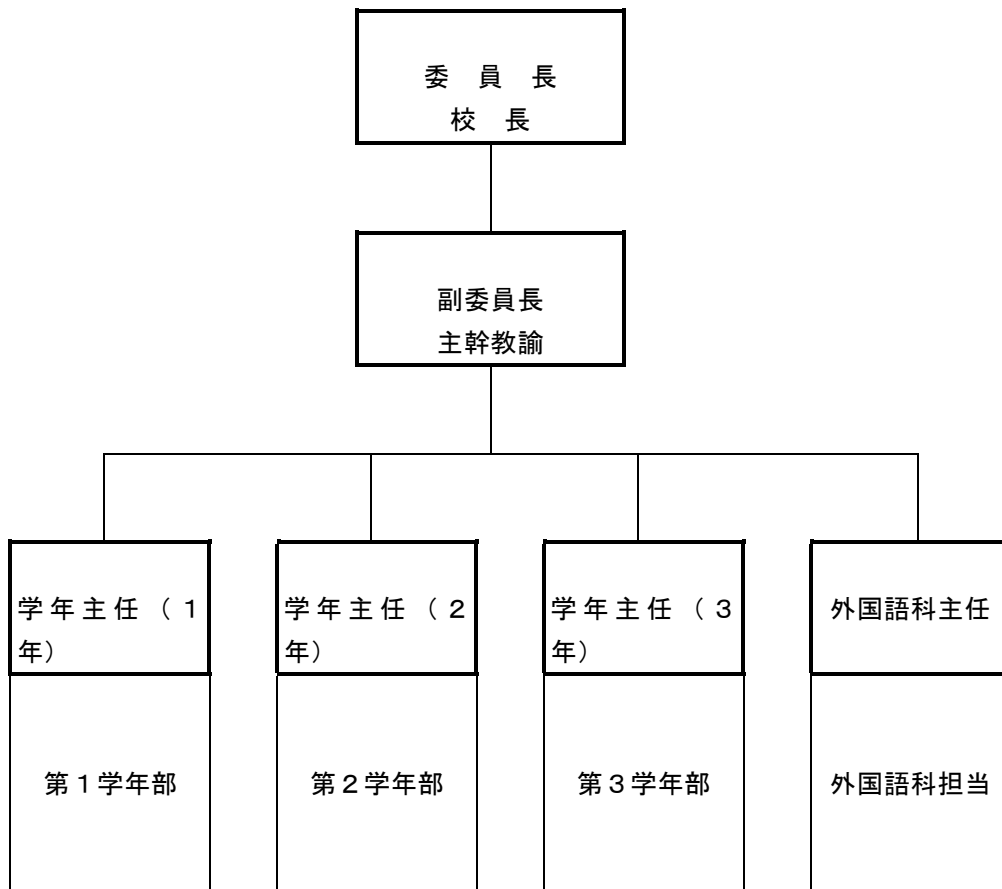 委　員　長
校　長
副委員長
主幹教諭
学年主任（１
年）
学年主任（２
年）
学年主任（３
年）
外国語科主任
第１学年部
第２学年部
第３学年部
外国語科担当